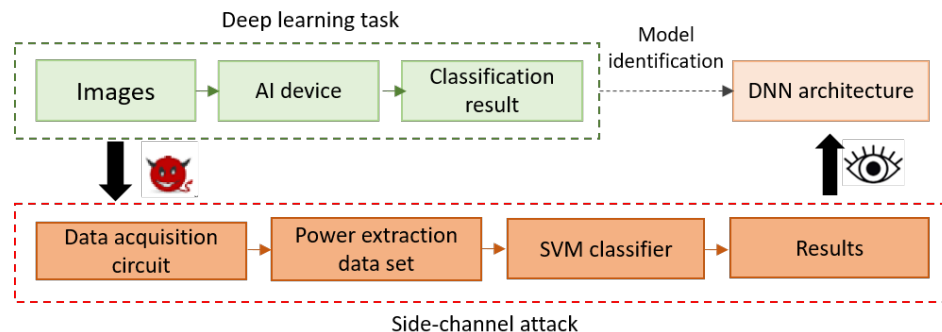 Deep learning task
Images
AI device
Classification
result
Model
identification
DNN architecture
Data acquisition
circuit
Power extraction
data set
SVM classifier
Results
Side-channel attack